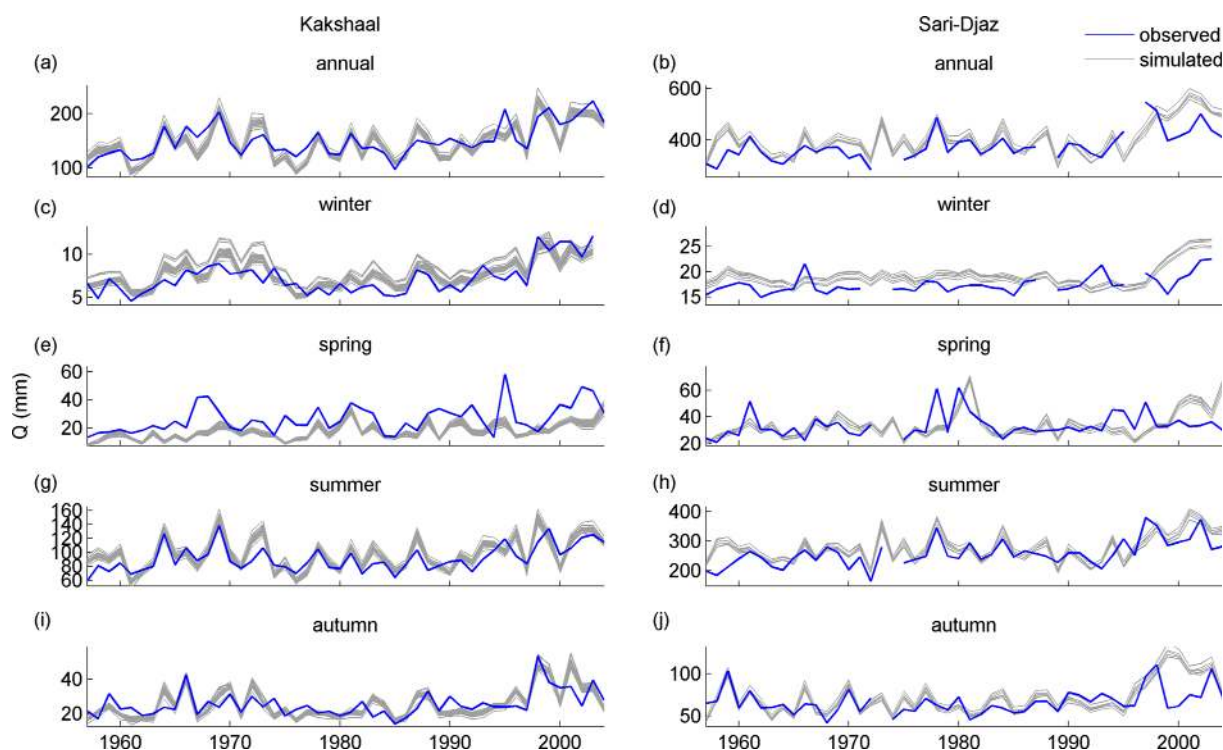 Kakshaal
Sari-Djaz
observed
simulated
(a)
annual
200
100
(b)
annual
600
400
(c)
winter
10
5
(d)
winter
25
20
15
(e)
spring
60
40
20
Q (mm)
(f)
spring
60
40
20
(g)
summer
160
140
120
100
80
60
(h)
summer
400
300
200
(i)
autumn
40
20
1960
1970
1980
1990
2000
(j)
autumn
100
50
1960
1970
1980
1990
2000